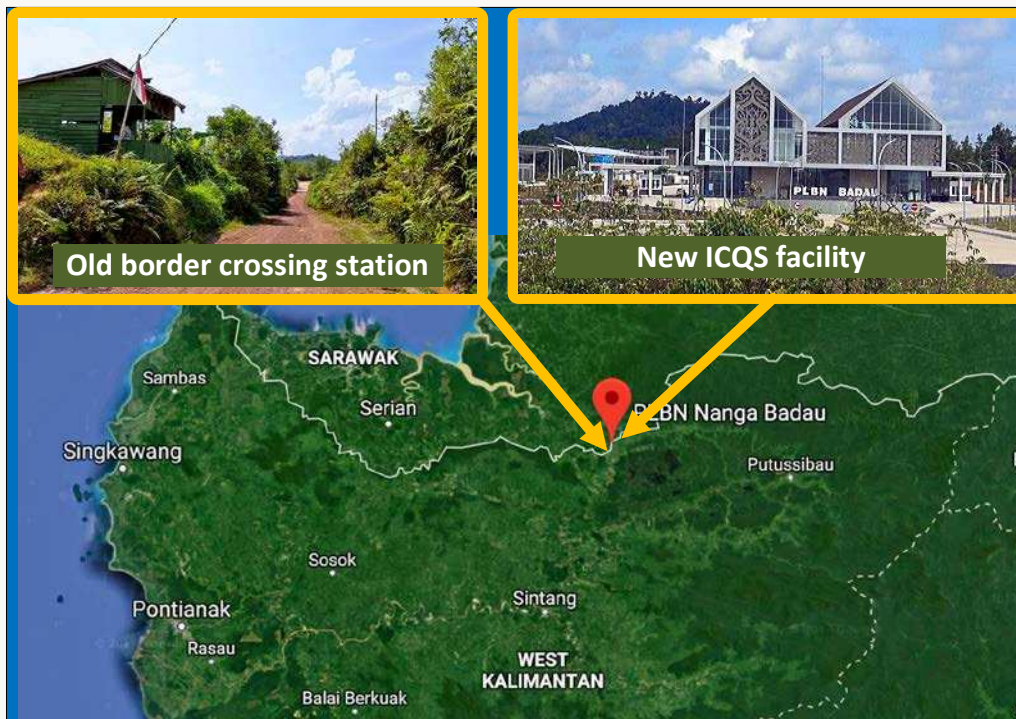 PLBN BADAU
Old border crossing station
New ICQS facility
SARAWAK
Sambas
Serian
PLBN Nanga Badau
Singkawang
Putussibau
Sosok
Sintang
Pontianak
Rasau
WEST
KALIMANTAN
Balai Berkuak